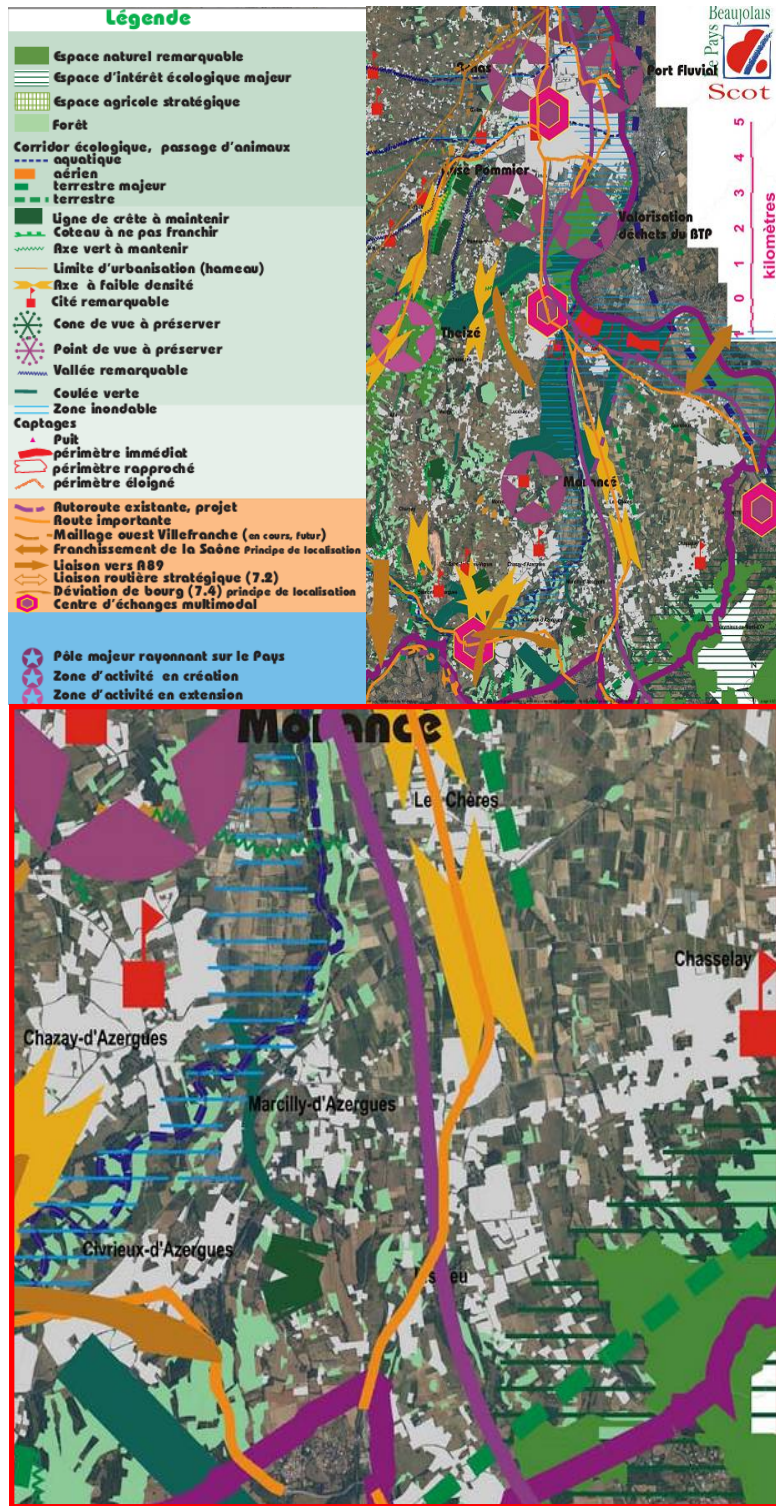 Légende
Espace naturel remarquable
Espace d'intérêt écologique majeur
Espace agricole stratégique
Forêt
Corridor écologique, passage d'animaux
aquatique
aérien
terrestre majeur
terrestre
Ligne de crête à maintenir
Coteau à ne pas franchir
Axe vert à mantenir
Limite d'urbanisation (hameau)
Axe à faible densité
Cité remarquable
Cone de vue à préserver
Point de vue à préserver
Vallée remarquable
Coulée verte
Zone inondable
Captages
Puit
périmètre immédiat
périmètre rapproché
périmètre éloigné
Autoroute existante, projet
Route importante
Maillage ouest Villefranche (en cours, futur)
Franchissement de la Saône Principe de localisation
Liaison vers A89
Liaison routière stratégique (7.2)
Déviation de bourg (7.4) principe de localisation
Centre d'échanges multimodal
Pôle majeur rayonnant sur le Pays
Zone d'activité en création
Zone d'activité en extension
Beaujolais
Pays
Scot
Port Fluvial
Pommier
Valorisation
déchets du BTP
Theizé
Morancé
5
4
3
2
1
0
1
kilomètres
Morancé
Les Chères
Chasselay
Chazay-d'Azergues
Marcilly-d'Azergues
Civrieux-d'Azergues